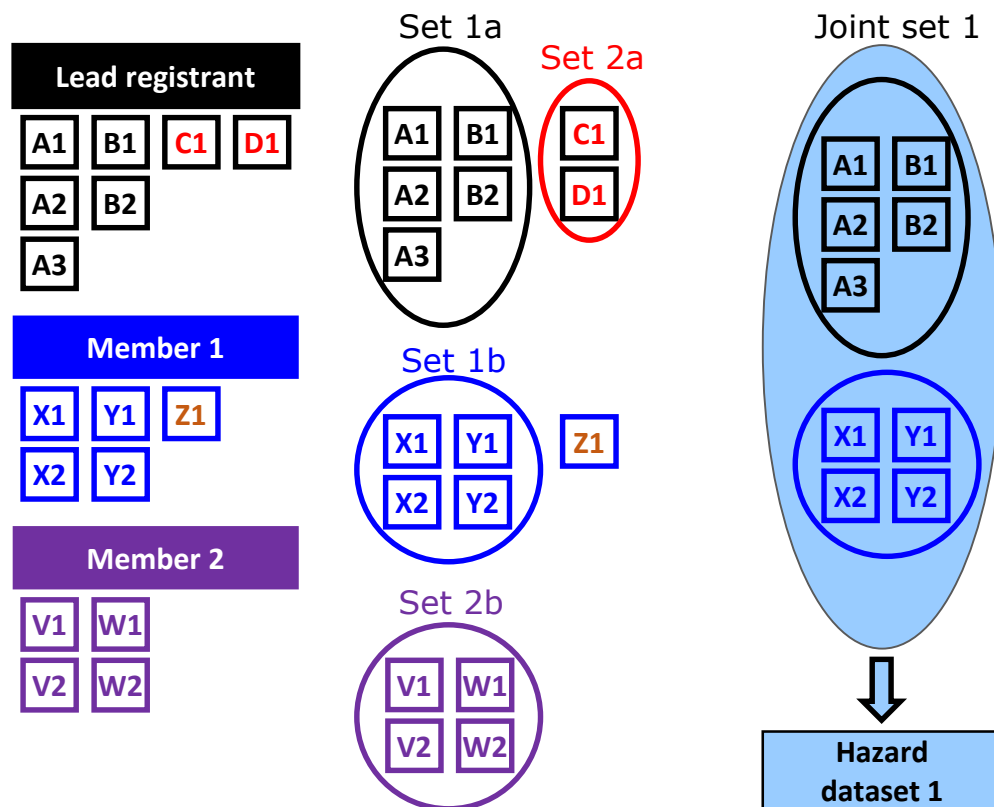 Lead registrant
A1 B1 C1 D1
A2 B2
A3
Member 1
X1 Y1 Z1
X2 Y2
Member 2
V1 W1
V2 W2
Set 1a
A1 B1
A2 B2
A3
Set 2a
C1
D1
Set 1b
X1 Y1 Z1
X2 Y2
Set 2b
V1 W1
V2 W2
Joint set 1
A1 B1
A2 B2
A3
X1 Y1
X2 Y2
Hazard
dataset 1